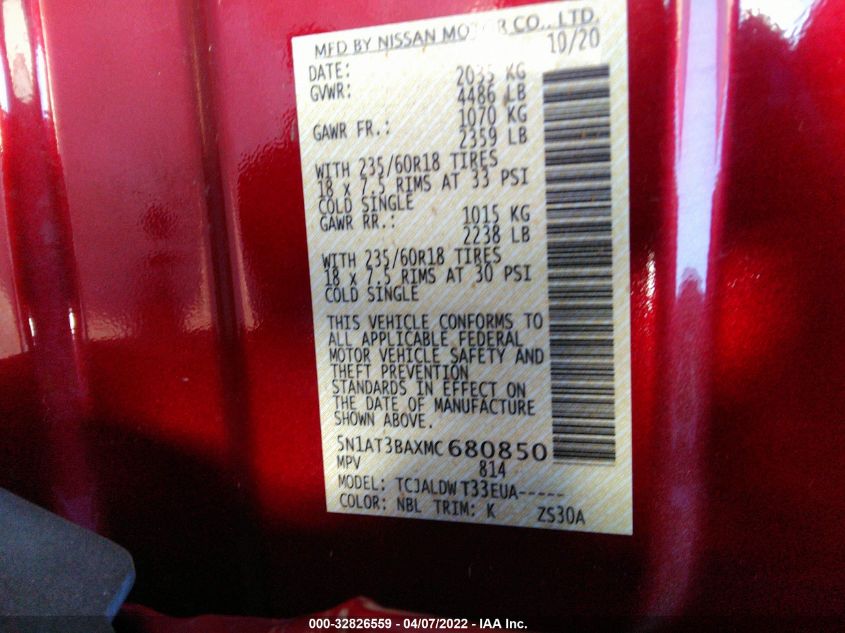 MFD BY NISSAN MOTOR CO., LTD.
DATE: 10/20
GVWR: 2035 KG
4486 LB
GAWR FR.: 1070 KG
2359 LB
WITH 235/60R18 TIRES
18 X 7.5 RIMS AT 33 PSI
COLD SINGLE
GAWR RR.: 1015 KG
2238 LB
WITH 235/60R18 TIRES
18 X 7.5 RIMS AT 30 PSI
COLD SINGLE
THIS VEHICLE CONFORMS TO
ALL APPLICABLE FEDERAL
MOTOR VEHICLE SAFETY AND
THEFT PREVENTION
STANDARDS IN EFFECT ON
THE DATE OF MANUFACTURE
SHOWN ABOVE.
5N1AT3BAXMC680850
MPV 814
MODEL: TCJALDW T33EUA-----
COLOR: NBL TRIM: K ZS30A
000-32826559 - 04/07/2022 - IAA Inc.